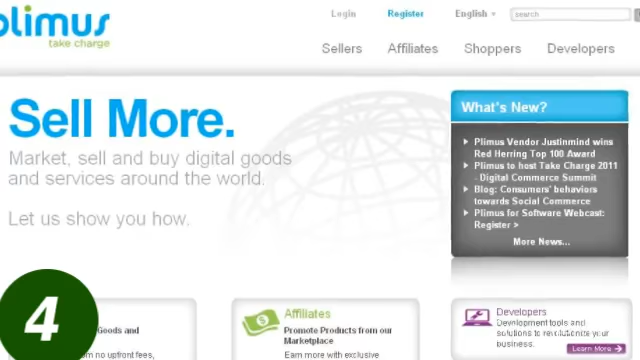 plimus
take charge
Login Register English search
Sellers Affiliates Shoppers Developers
Sell More.
Market, sell and buy digital goods
and services around the world.
Let us show you how.
What's New?
Plimus Vendor Justinmind wins
Red Herring Top 100 Award
Plimus to host Take Charge 2011
- Digital Commerce Summit
Blog: Consumers' behaviors
towards Social Commerce
Plimus for Software Webcast:
Register >
More News...
4
Goods and
no upfront fees,
Affiliates
Promote Products from our
Marketplace
Earn more with exclusive
Developers
Development tools and
solutions to revolutionize your
business.
Learn More